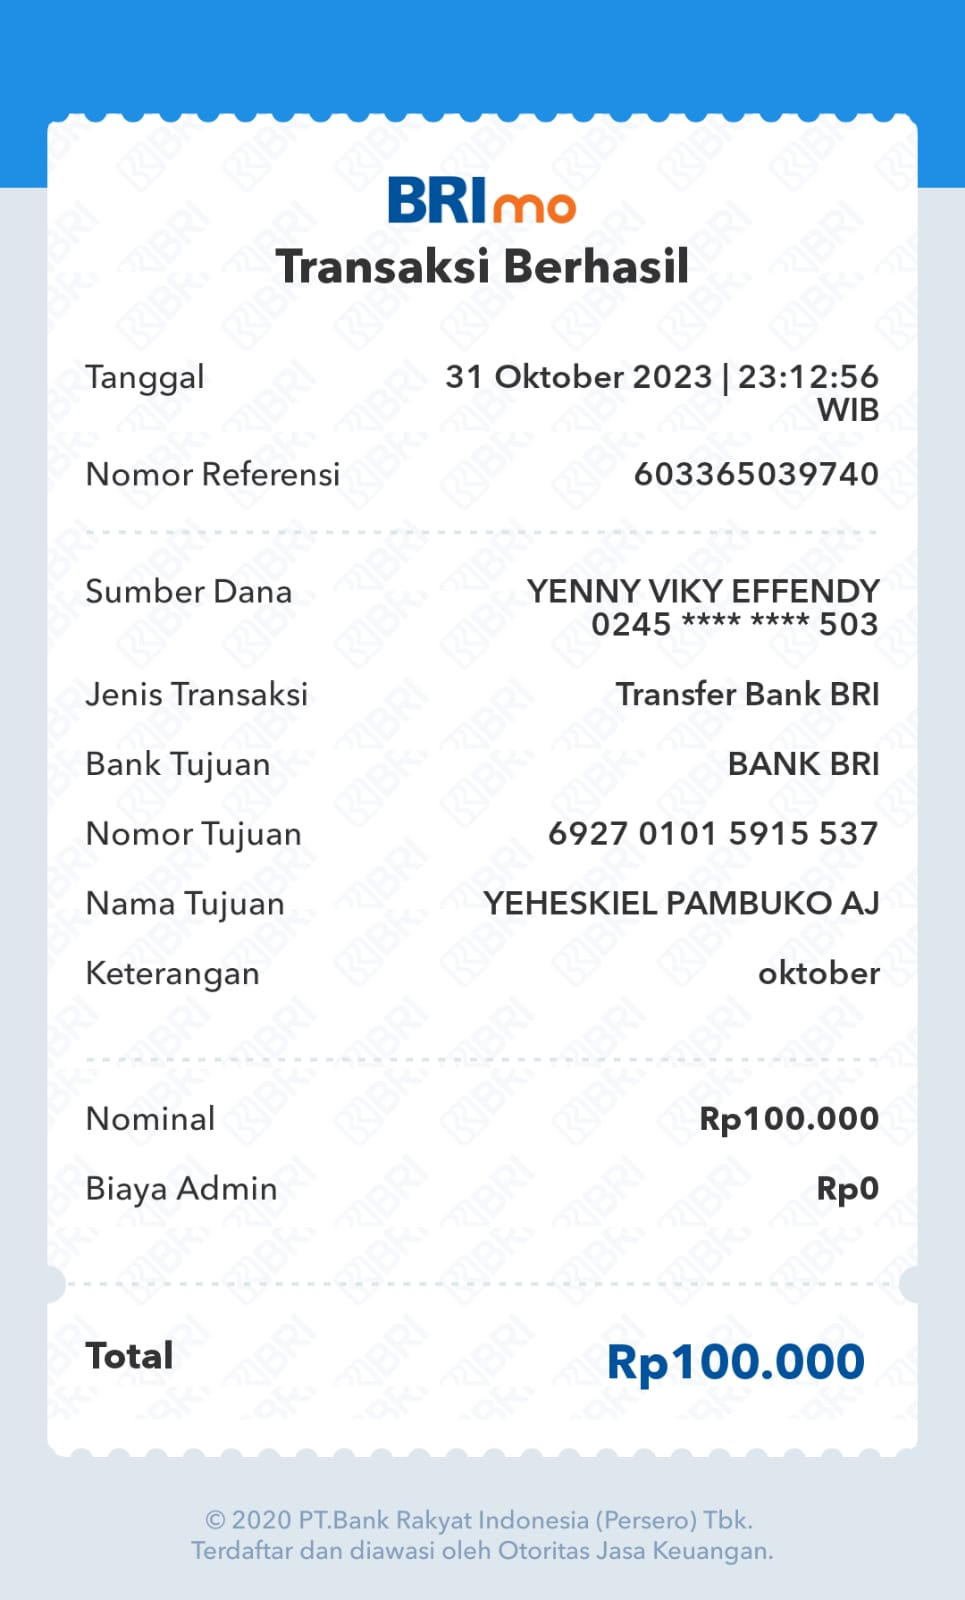 BRImo
Transaksi Berhasil
Tanggal 31 Oktober 2023 | 23:12:56
WIB
Nomor Referensi 603365039740
Sumber Dana YENNY VIKY EFFENDY
0245 **** **** 503
Jenis Transaksi Transfer Bank BRI
Bank Tujuan BANK BRI
Nomor Tujuan 6927 0101 5915 537
Nama Tujuan YEHESKIEL PAMBUKO AJ
Keterangan oktober
Nominal Rp100.000
Biaya Admin Rp0
Total Rp100.000
© 2020 PT.Bank Rakyat Indonesia (Persero) Tbk.
Terdaftar dan diawasi oleh Otoritas Jasa Keuangan.